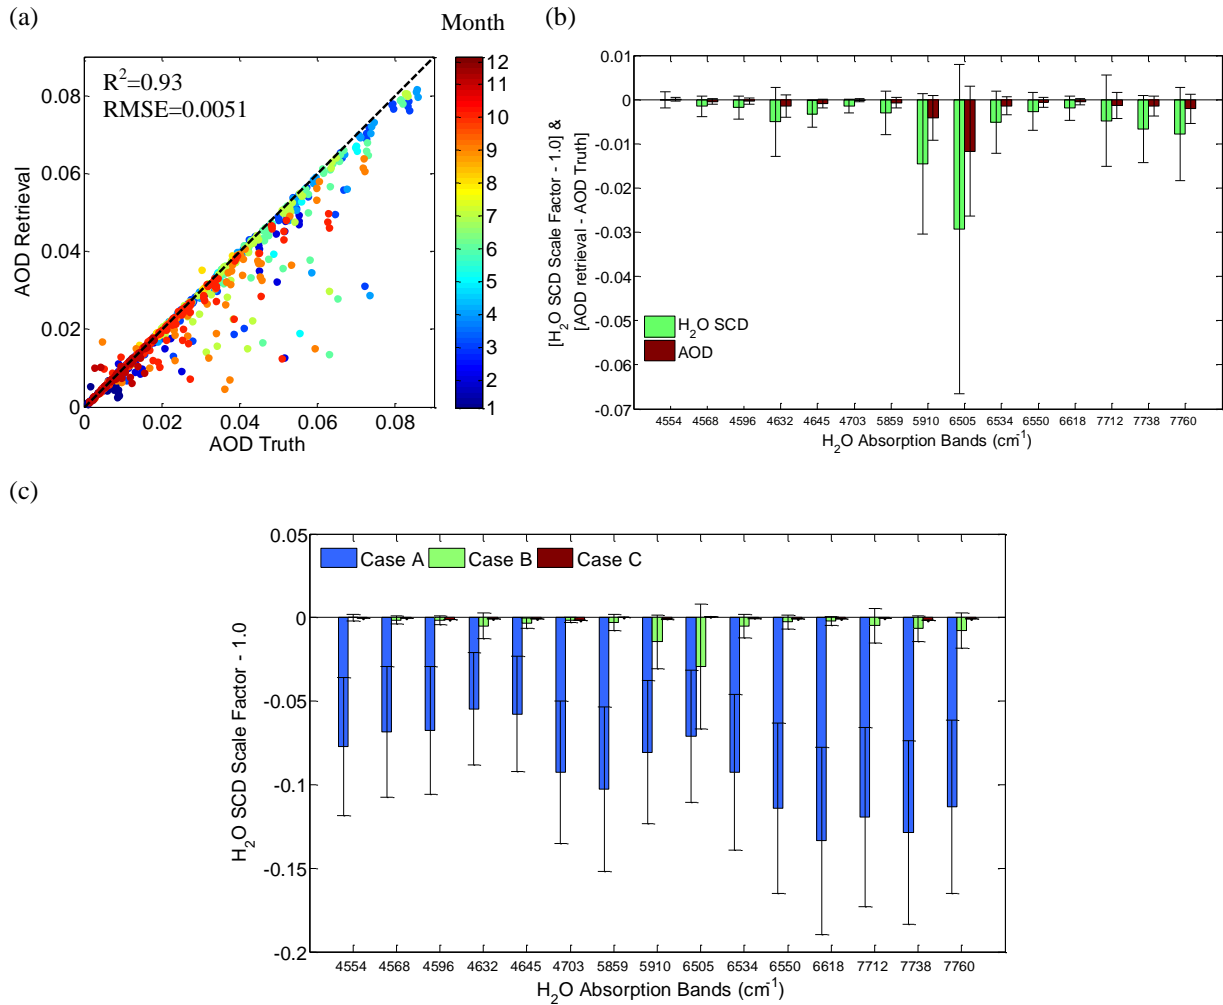 (a)
Month
R²=0.93
RMSE=0.0051
0.08
0.06
0.04
0.02
0
AOD Retrieval
0.02 0.04 0.06 0.08
AOD Truth
12
10
9
8
7
6
5
4
3
2
1
(b)
0.01
0
-0.01
-0.02
-0.03
-0.04
-0.05
-0.06
-0.07
[H₂O SCD Scale Factor - 1.0] &
[AOD retrieval - AOD Truth]
H₂O SCD
AOD
4554 4568 4596 4632 4645 4703 5859 5910 6505 6534 6550 6618 7712 7738 7760
H₂O Absorption Bands (cm⁻¹)
(c)
0.05
0
-0.05
-0.1
-0.15
-0.2
H₂O SCD Scale Factor - 1.0
Case A Case B Case C
4554 4568 4596 4632 4645 4703 5859 5910 6505 6534 6550 6618 7712 7738 7760
H₂O Absorption Bands (cm⁻¹)